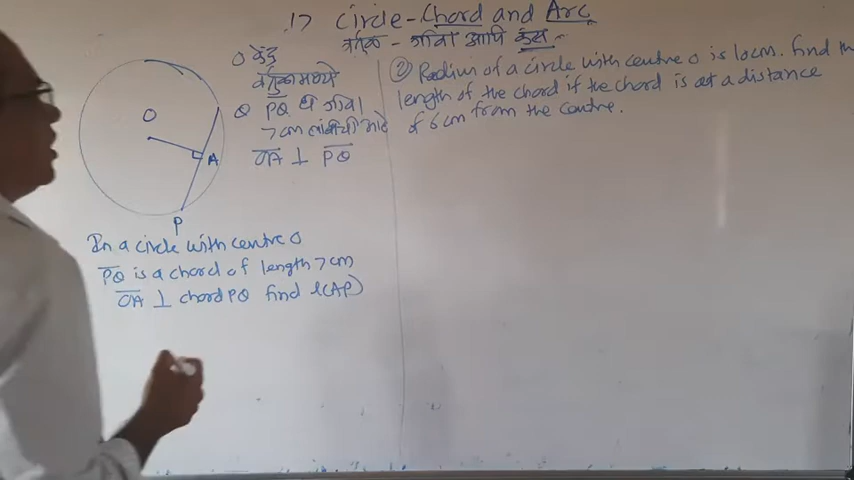 17 Circle-Chord and Arc
वर्तुळ - जीवा आणि कंस
O
A
Q
P
O केंद्र
वर्तुळामध्ये
PQ ही जीवा
7cm लांबीची आहे
OA ⊥ PQ
In a circle with centre O
PQ is a chord of length 7cm
OA ⊥ chord PQ find l(AP)
② Radius of a circle with centre O is 10cm. find the
length of the chord if the chord is at a distance
of 6cm from the centre.